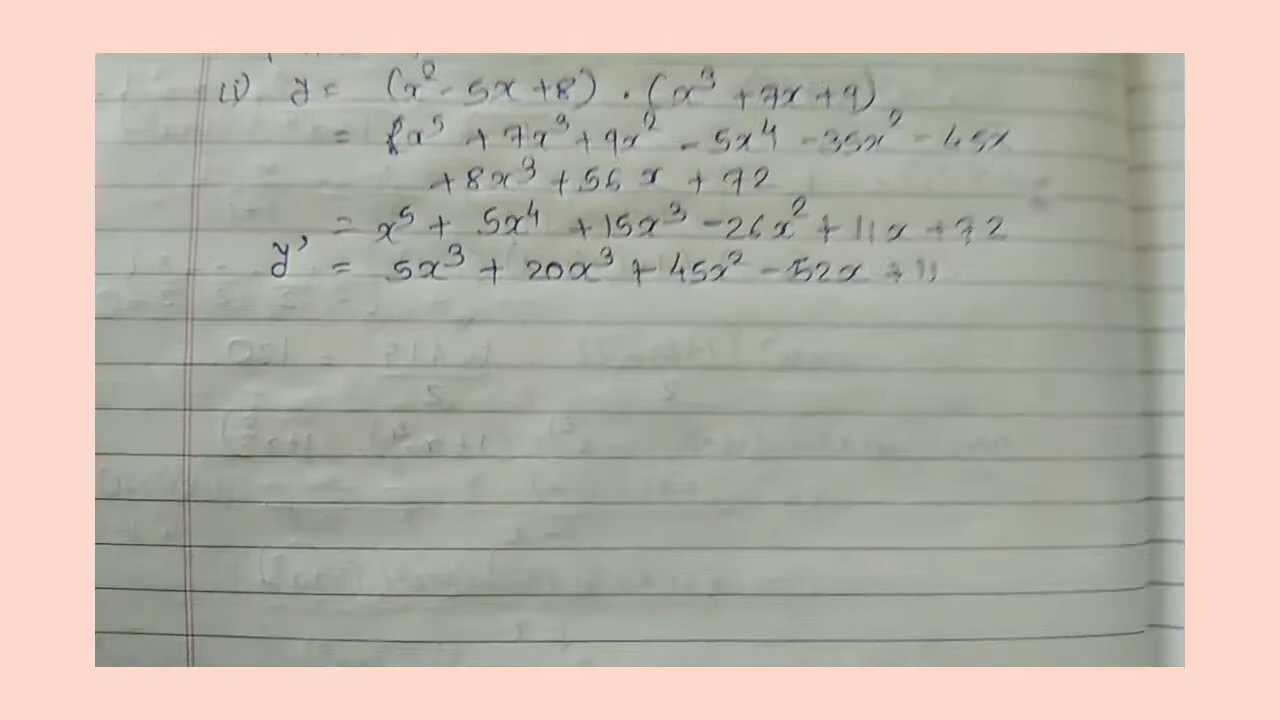 ii) y = (x² - 5x + 8) . (x³ + 7x + 9)
= x⁵ + 7x³ + 9x² - 5x⁴ - 35x² - 45x
+ 8x³ + 56x + 72
= x⁵ + 5x⁴ + 15x³ - 26x² + 11x + 72
y' = 5x³ + 20x³ + 45x² - 52x + 11